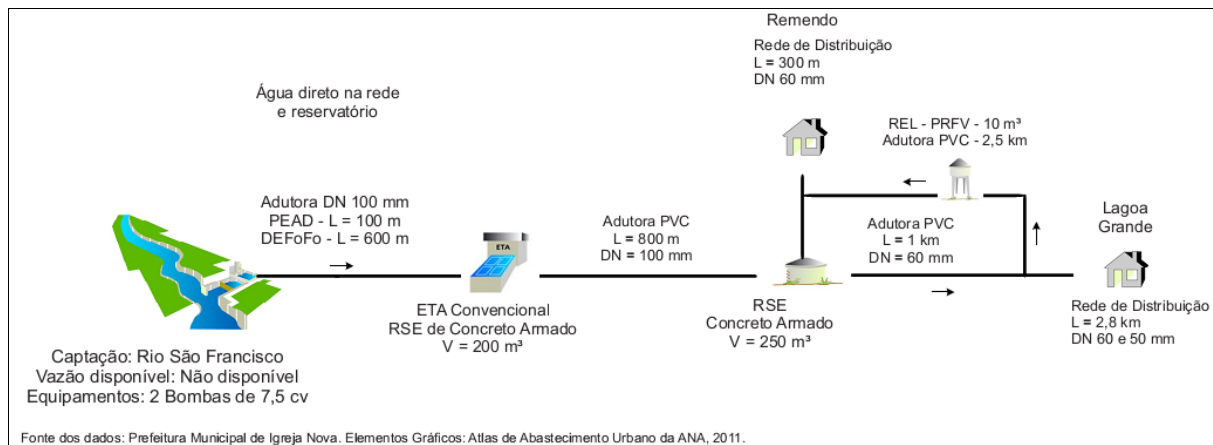 Remendo
Rede de Distribuição
L = 300 m
DN 60 mm
Água direto na rede
e reservatório
REL - PRFV - 10 m³
Adutora PVC - 2,5 km
Adutora DN 100 mm
PEAD - L = 100 m
DEFoFo - L = 600 m
ETA
Adutora PVC
L = 800 m
DN = 100 mm
Adutora PVC
L = 1 km
DN = 60 mm
Lagoa
Grande
ETA Convencional
RSE de Concreto Armado
V = 200 m³
RSE
Concreto Armado
V = 250 m³
Rede de Distribuição
L = 2,8 km
DN 60 e 50 mm
Captação: Rio São Francisco
Vazão disponível: Não disponível
Equipamentos: 2 Bombas de 7,5 cv
Fonte dos dados: Prefeitura Municipal de Igreja Nova. Elementos Gráficos: Atlas de Abastecimento Urbano da ANA, 2011.